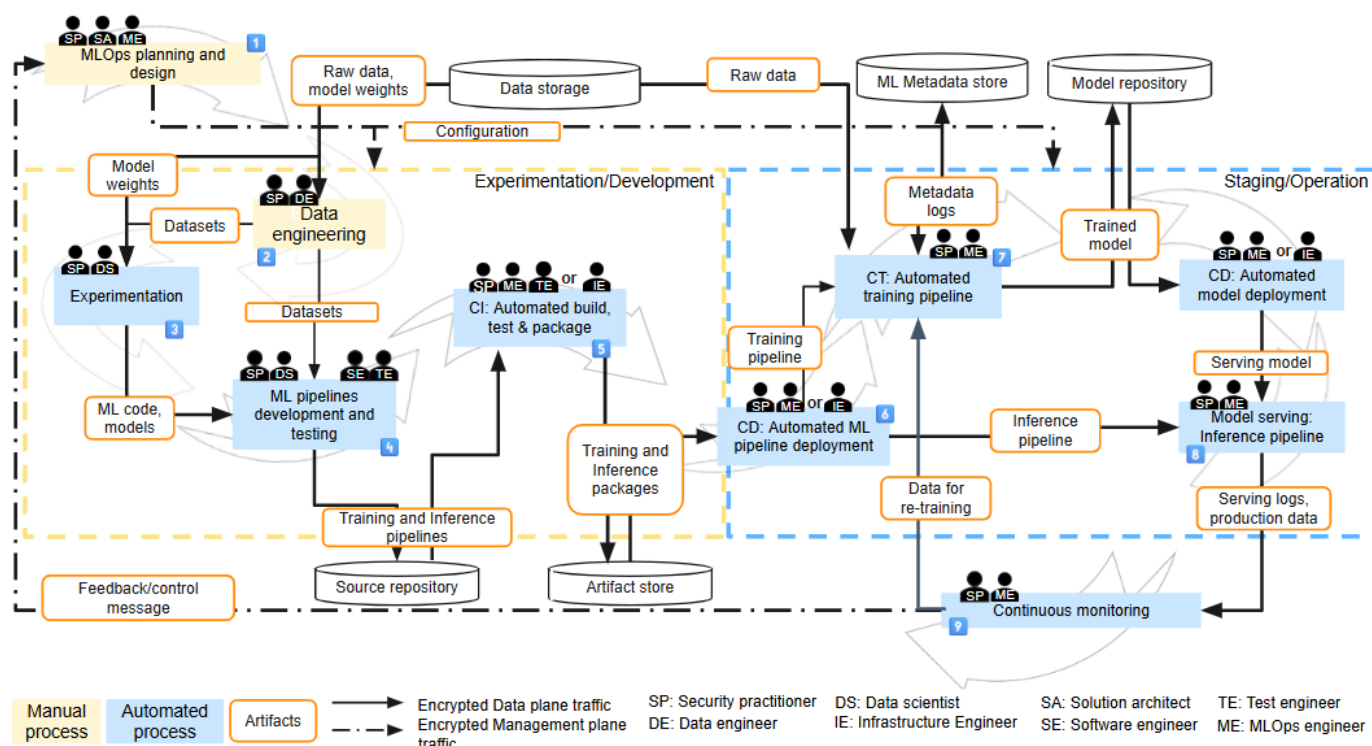 SP SA ME
1
MLOps planning and
design
Raw data,
model weights
Data storage
Raw data
ML Metadata store
Model repository
Configuration
Model
weights
Experimentation/Development
Staging/Operation
SP DE
Data
engineering
2
Datasets
Metadata
logs
Trained
model
SP DS
Experimentation
3
Datasets
SP ME TE or IE
CI: Automated build,
test & package
5
SP ME
7
CT: Automated
training pipeline
SP ME or IE
CD: Automated
model deployment
Training
pipeline
Serving model
SP DS SE TE
ML pipelines
development and
testing
4
ML code,
models
SP ME or IE
6
CD: Automated ML
pipeline deployment
Inference
pipeline
SP ME
Model serving:
Inference pipeline
8
Training and
Inference
packages
Data for
re-training
Serving logs,
production data
Training and Inference
pipelines
Source repository
Artifact store
Feedback/control
message
SP ME
Continuous monitoring
9
Manual
process
Automated
process
Artifacts
Encrypted Data plane traffic
Encrypted Management plane
traffic
SP: Security practitioner
DE: Data engineer
DS: Data scientist
IE: Infrastructure Engineer
SA: Solution architect
SE: Software engineer
TE: Test engineer
ME: MLOps engineer